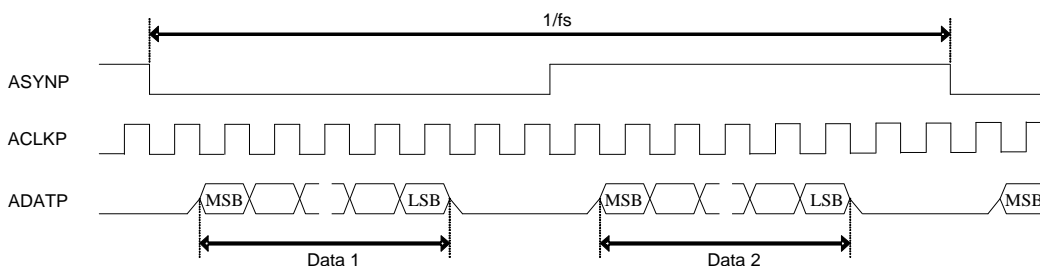 1/fs
ASYNP
ACLKP
ADATP
MSB LSB MSB LSB MSB
Data 1 Data 2